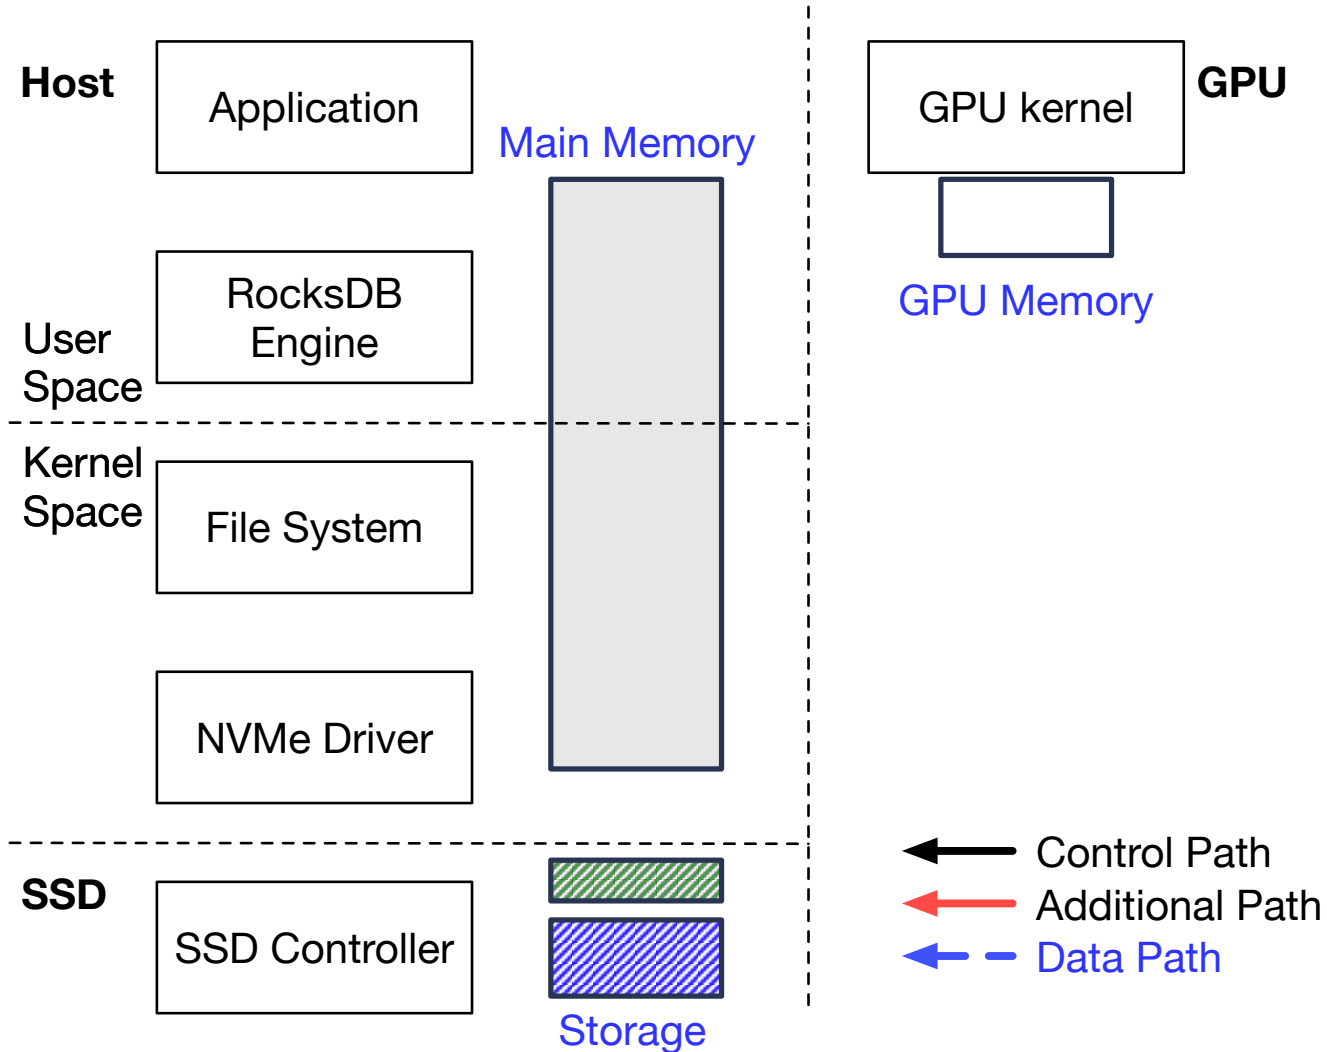 Host
Application
Main Memory
GPU kernel
GPU
GPU Memory
RocksDB
Engine
User
Space
Kernel
Space
File System
NVMe Driver
SSD
SSD Controller
Storage
Control Path
Additional Path
Data Path